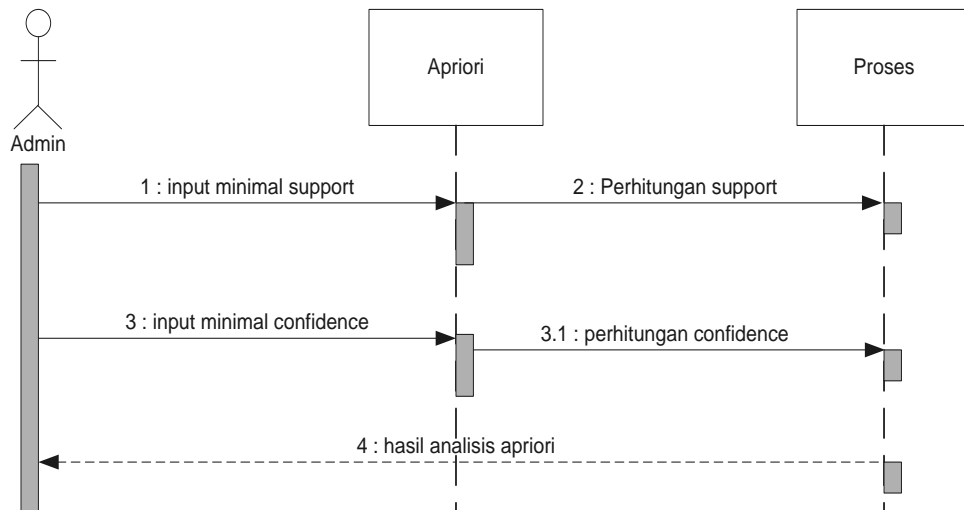 Apriori
Proses
Admin
1 : input minimal support
2 : Perhitungan support
3 : input minimal confidence
3.1 : perhitungan confidence
4 : hasil analisis apriori